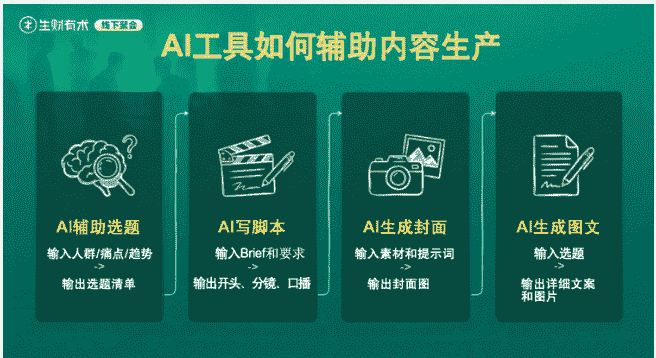 生财有术 线下聚会
AI工具如何辅助内容生产
AI辅助选题
输入人群/痛点/趋势
->
输出选题清单
AI写脚本
输入Brief和要求
->
输出开头、分镜、口播
AI生成封面
输入素材和提示词
->
输出封面图
AI生成图文
输入选题
->
输出详细文案
和图片